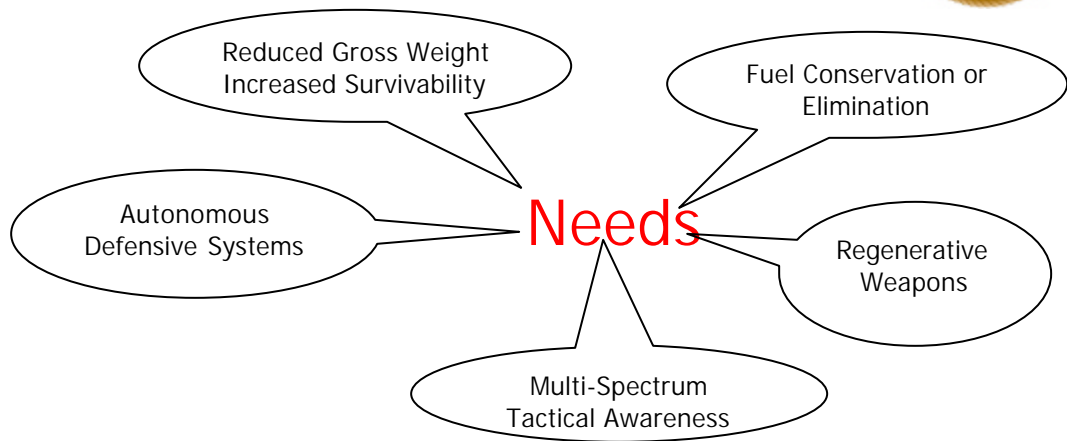 Reduced Gross Weight
Increased Survivability
Fuel Conservation or
Elimination
Needs
Autonomous
Defensive Systems
Regenerative
Weapons
Multi-Spectrum
Tactical Awareness